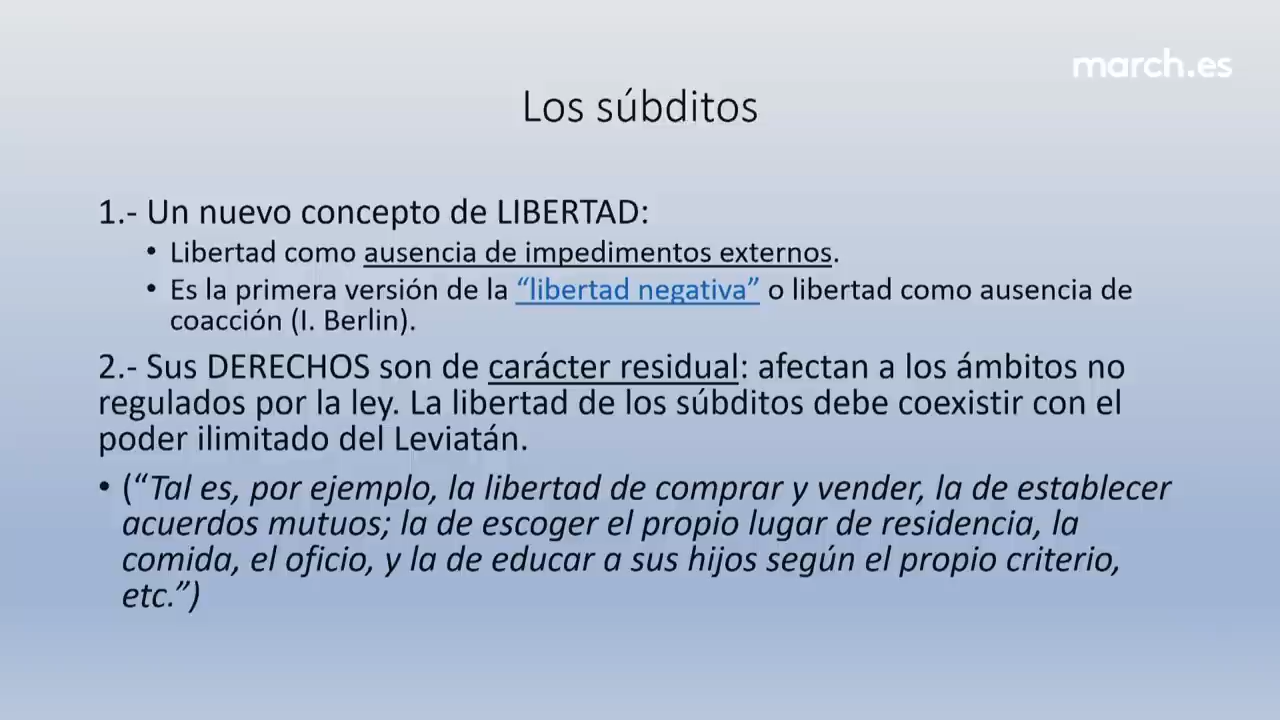 march.es
Los súbditos
1.- Un nuevo concepto de LIBERTAD:
• Libertad como ausencia de impedimentos externos.
• Es la primera versión de la “libertad negativa” o libertad como ausencia de
coacción (I. Berlin).
2.- Sus DERECHOS son de carácter residual: afectan a los ámbitos no
regulados por la ley. La libertad de los súbditos debe coexistir con el
poder ilimitado del Leviatán.
• (“Tal es, por ejemplo, la libertad de comprar y vender, la de establecer
acuerdos mutuos; la de escoger el propio lugar de residencia, la
comida, el oficio, y la de educar a sus hijos según el propio criterio,
etc.”)